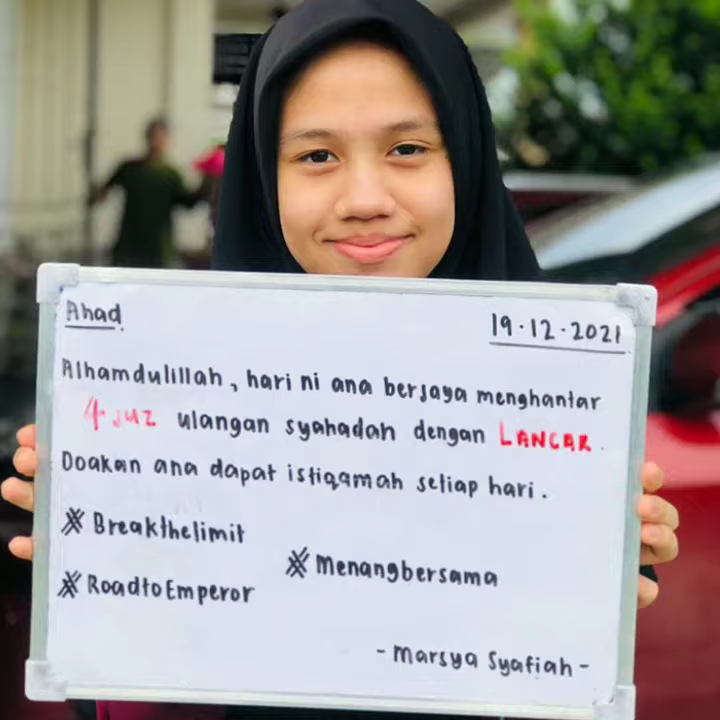 Ahad
19.12.2021
Alhamdulillah, hari ni ana berjaya menghantar
4 juz ulangan syahadah dengan LANCAR.
Doakan ana dapat istiqamah setiap hari.
#Breakthelimit
#Menangbersama
#RoadtoEmperor
- Marsya Syafiah -